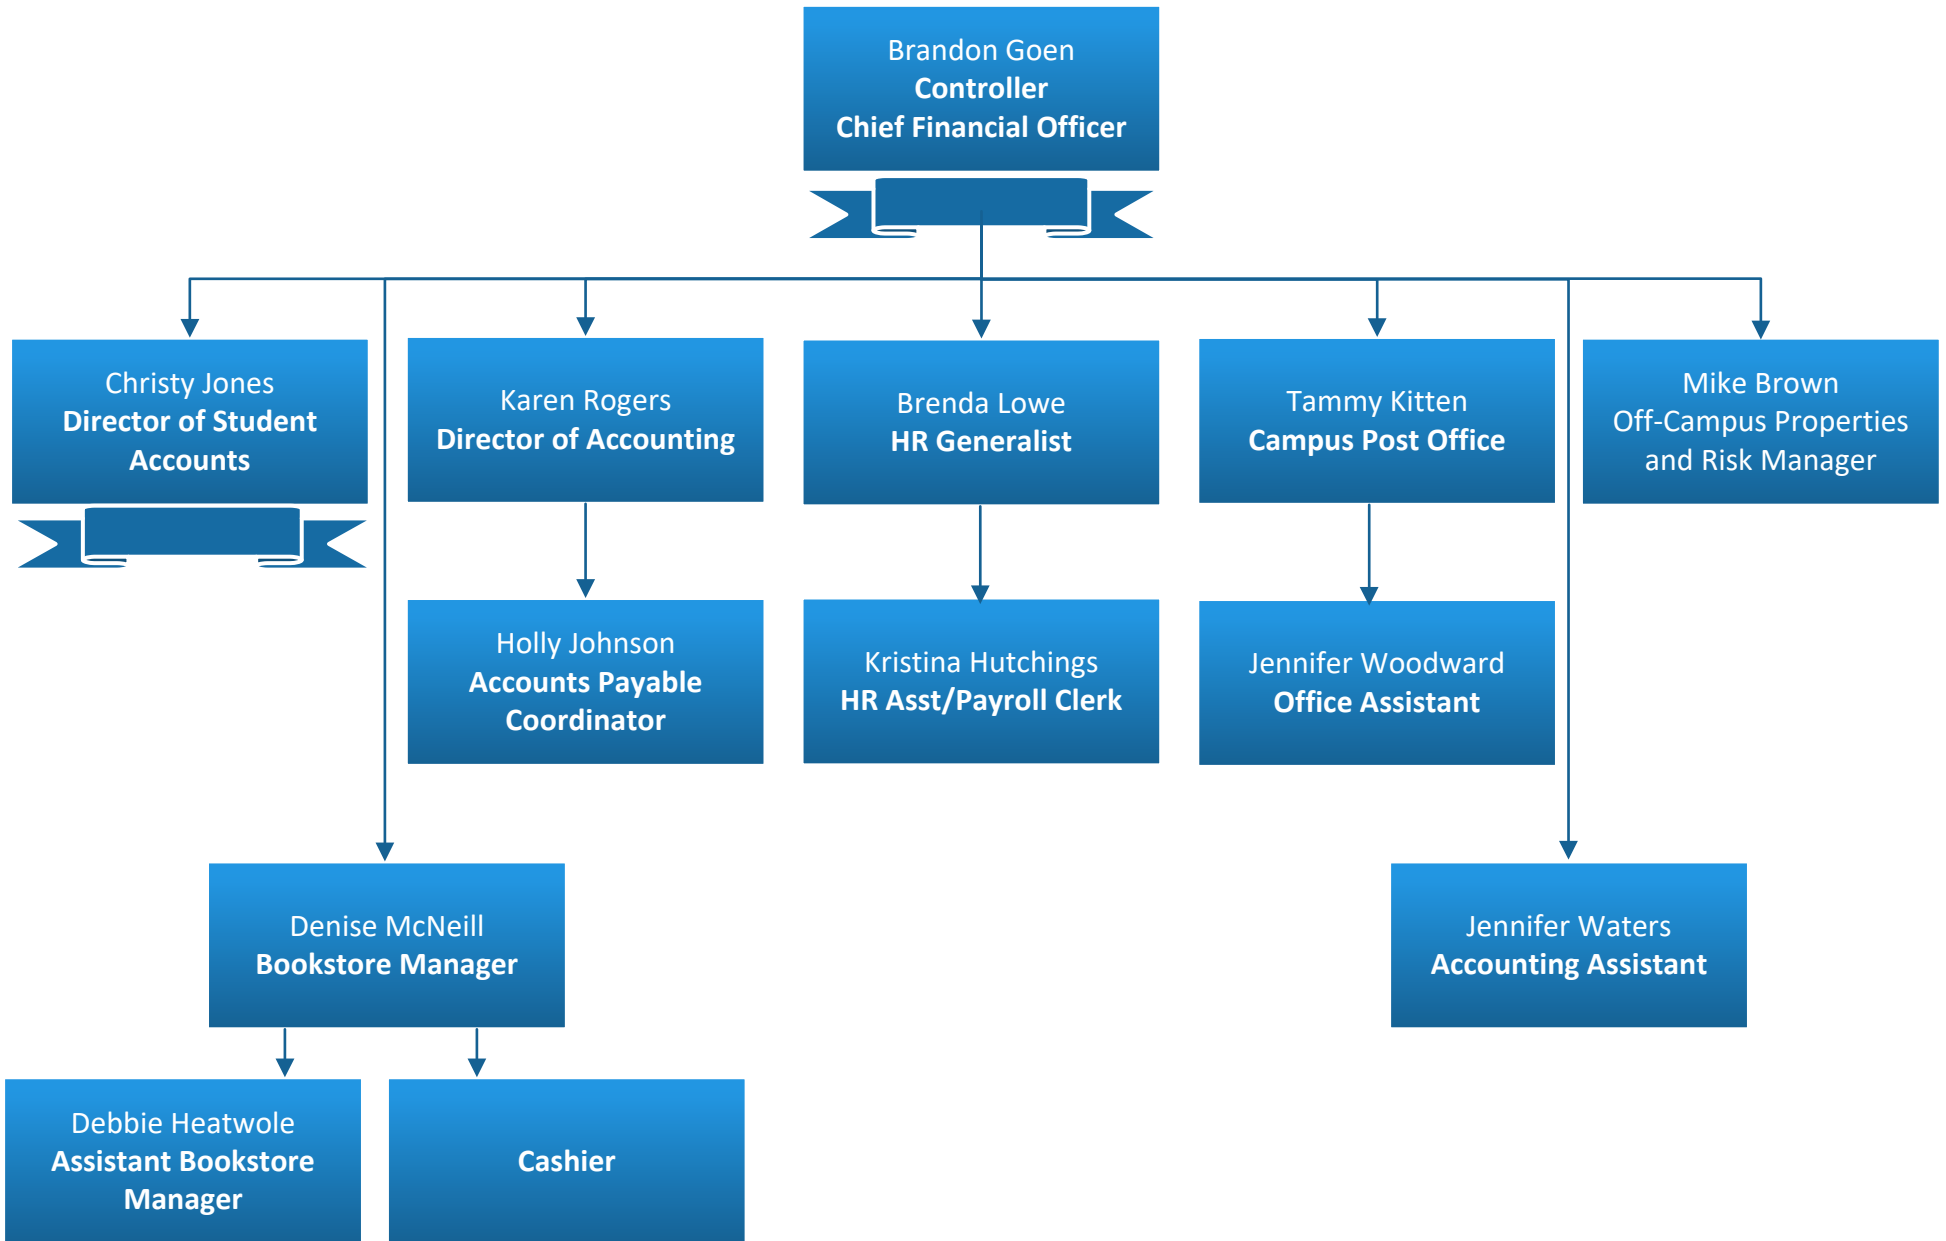 Brandon Goen
Controller
Chief Financial Officer
Christy Jones
Director of Student
Accounts
Karen Rogers
Director of Accounting
Brenda Lowe
HR Generalist
Tammy Kitten
Campus Post Office
Mike Brown
Off-Campus Properties
and Risk Manager
Holly Johnson
Accounts Payable
Coordinator
Kristina Hutchings
HR Asst/Payroll Clerk
Jennifer Woodward
Office Assistant
Denise McNeill
Bookstore Manager
Jennifer Waters
Accounting Assistant
Debbie Heatwole
Assistant Bookstore
Manager
Cashier